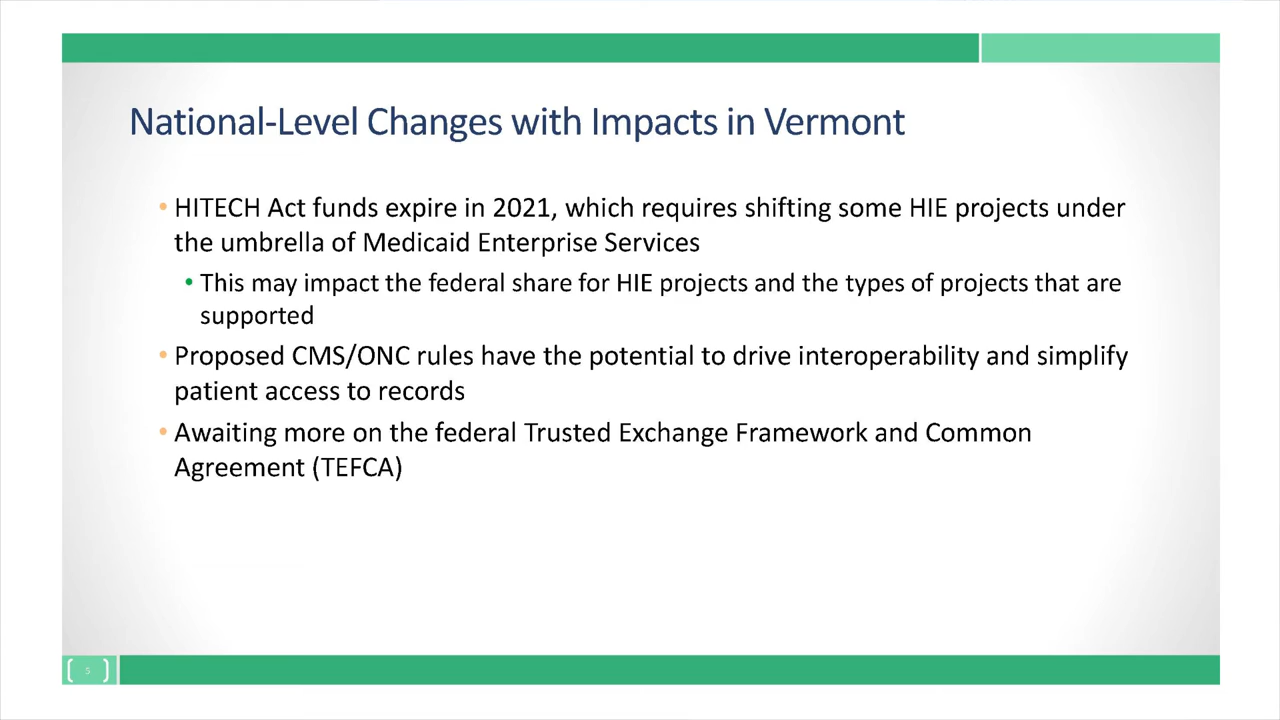 National-Level Changes with Impacts in Vermont
• HITECH Act funds expire in 2021, which requires shifting some HIE projects under
the umbrella of Medicaid Enterprise Services
• This may impact the federal share for HIE projects and the types of projects that are
supported
• Proposed CMS/ONC rules have the potential to drive interoperability and simplify
patient access to records
• Awaiting more on the federal Trusted Exchange Framework and Common
Agreement (TEFCA)
5